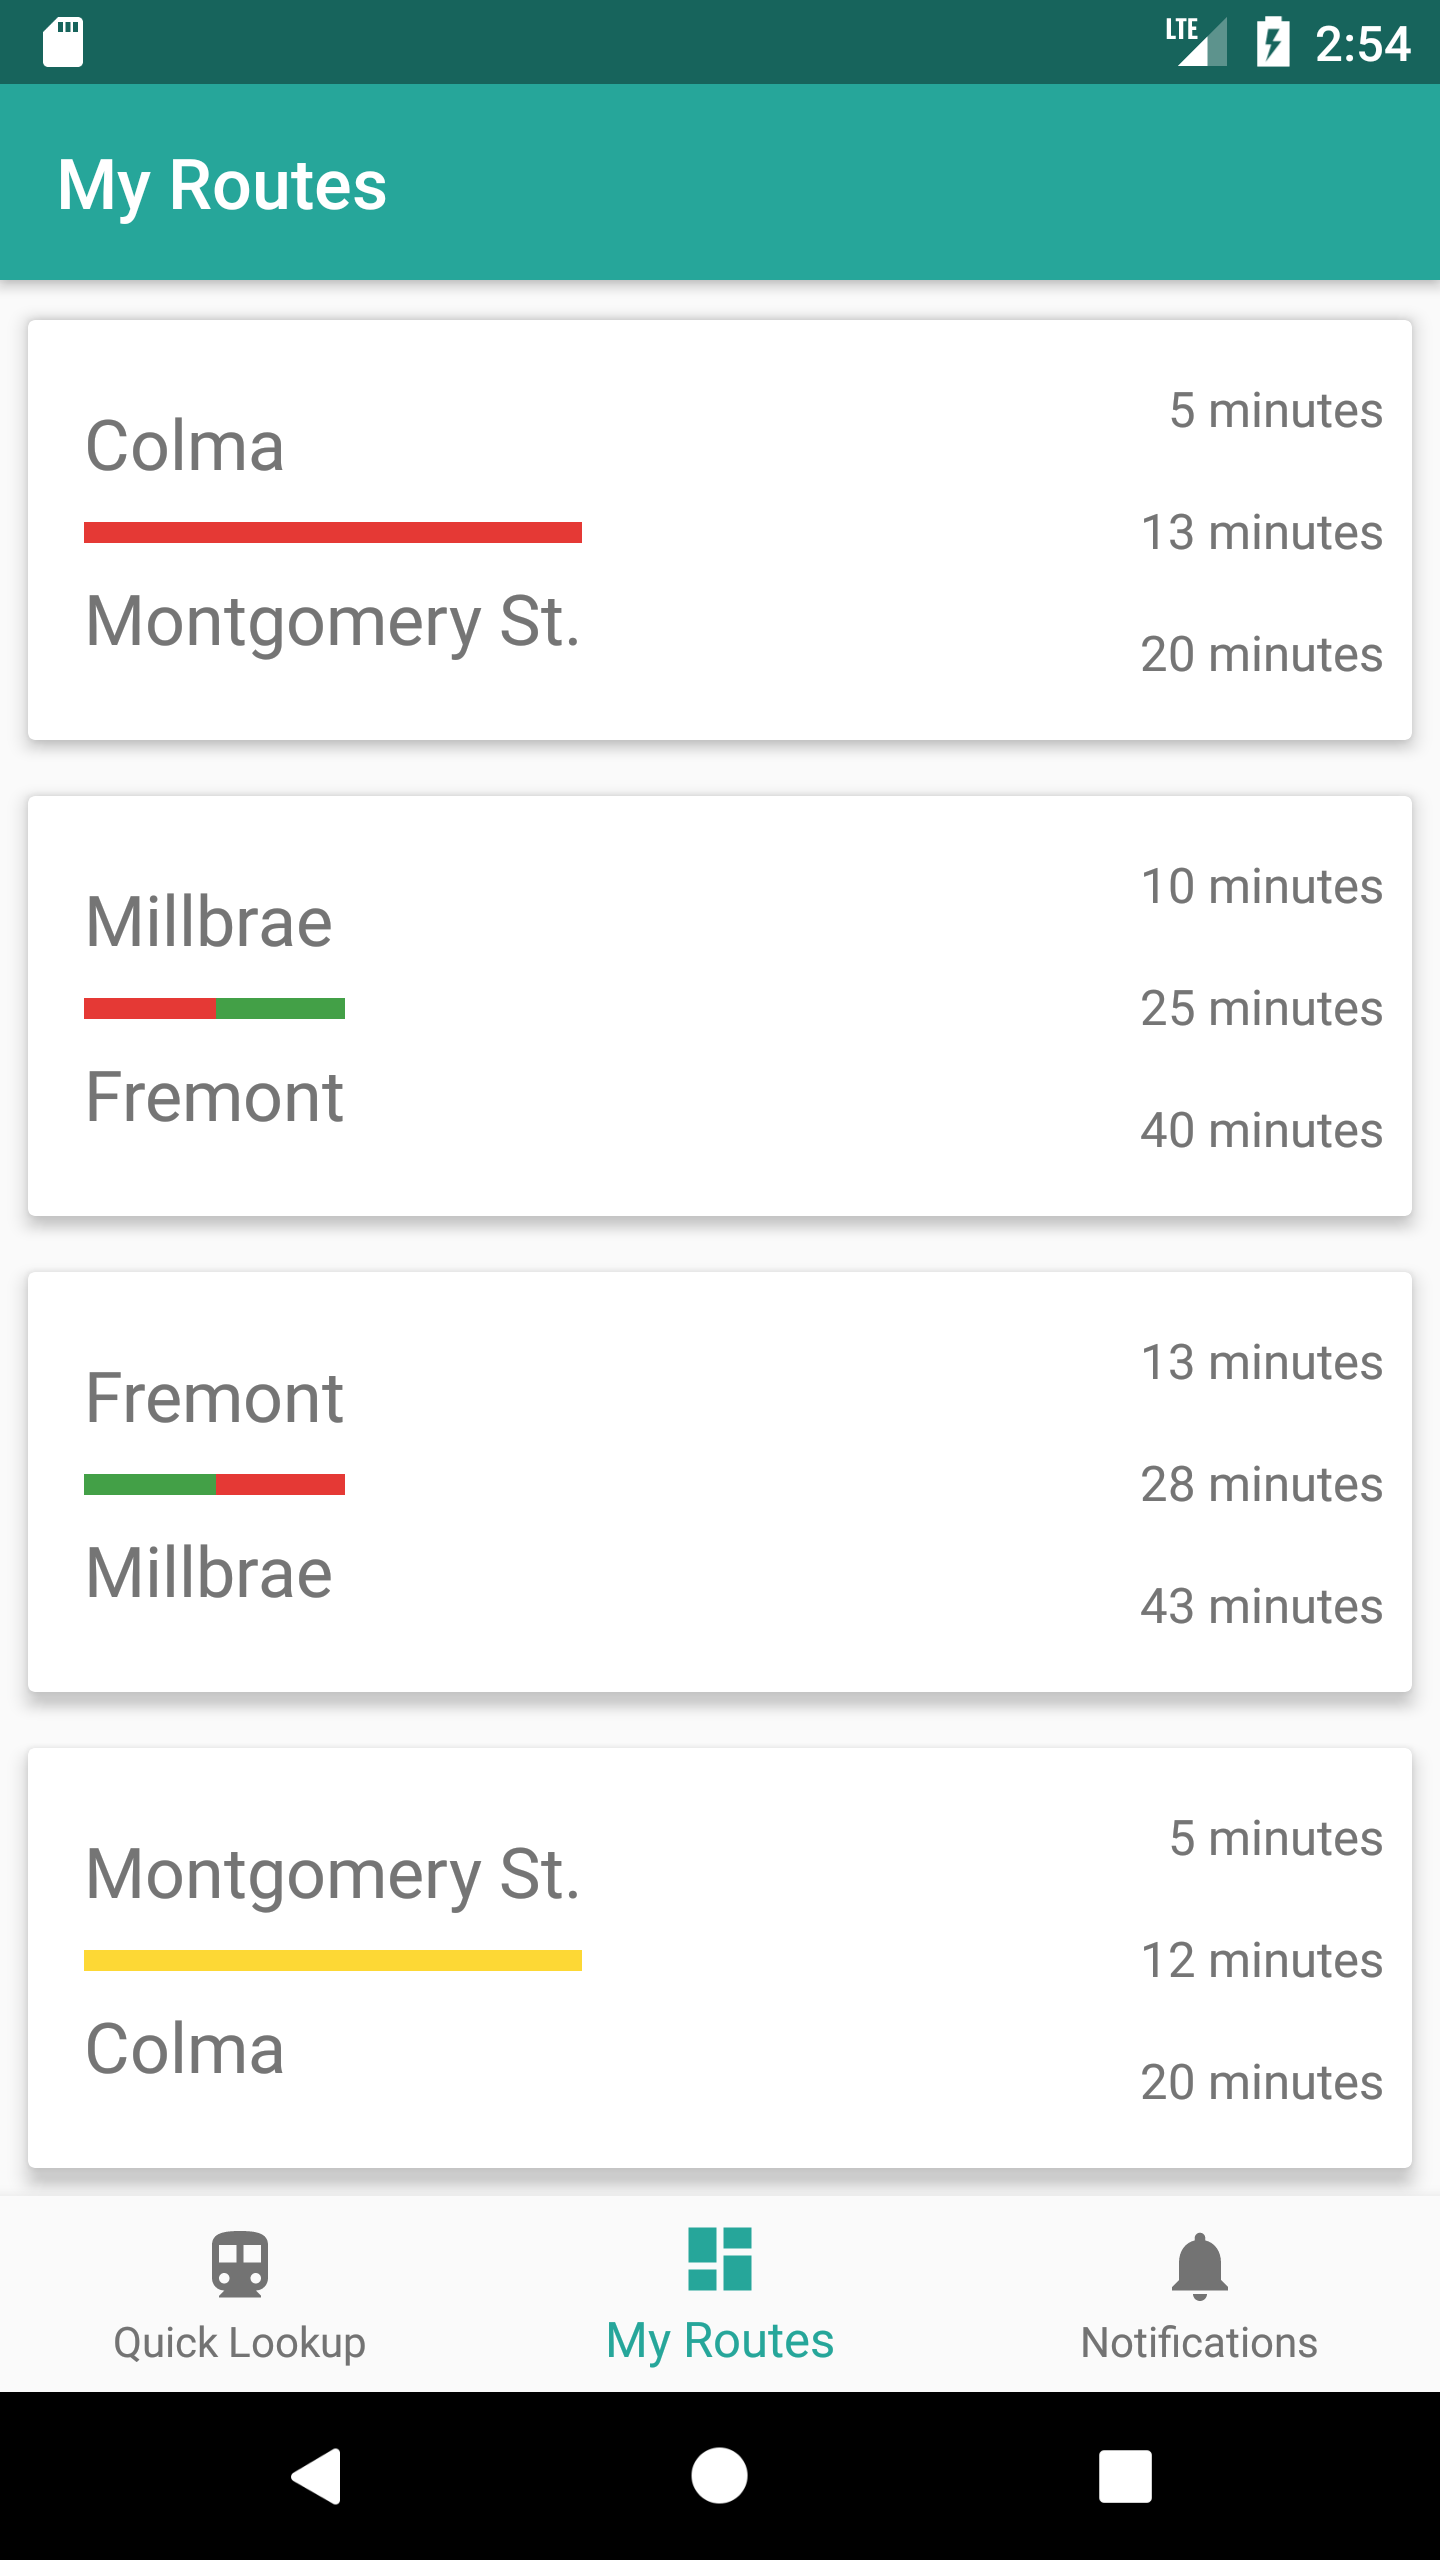 LTE 2:54
My Routes
Colma
Montgomery St.
5 minutes
13 minutes
20 minutes
Millbrae
Fremont
10 minutes
25 minutes
40 minutes
Fremont
Millbrae
13 minutes
28 minutes
43 minutes
Montgomery St.
Colma
5 minutes
12 minutes
20 minutes
Quick Lookup
My Routes
Notifications